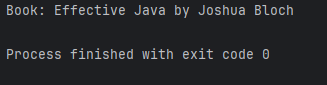 Book: Effective Java by Joshua Bloch
Process finished with exit code 0